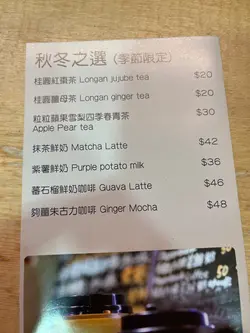 秋冬之選（季節限定）
桂圓紅棗茶 Longan jujube tea $20
桂圓薑母茶 Longan ginger tea $20
粒粒蘋果雪梨四季春青茶 $30
Apple Pear tea
抹茶鮮奶 Matcha Latte $42
紫薯鮮奶 Purple potato milk $36
蕃石榴鮮奶咖啡 Guava Latte $46
夠薑朱古力咖啡 Ginger Mocha $48
50